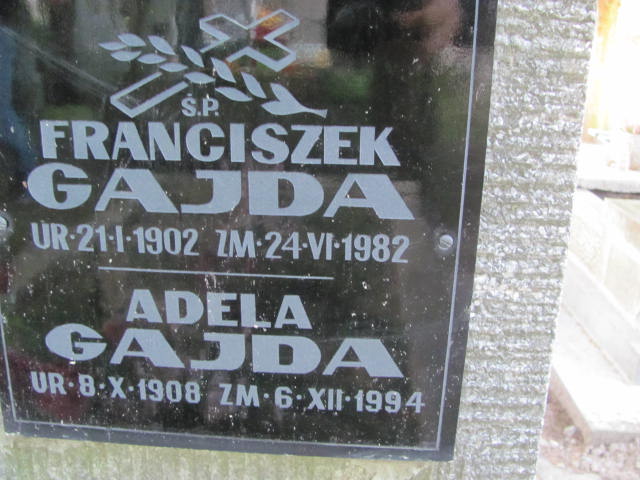 Ś.P.
FRANCISZEK
GAJDA
UR·21·I·1902 ZM·24·VI·1982
ADELA
GAJDA
UR·8·X·1908 ZM·6·XII·1994